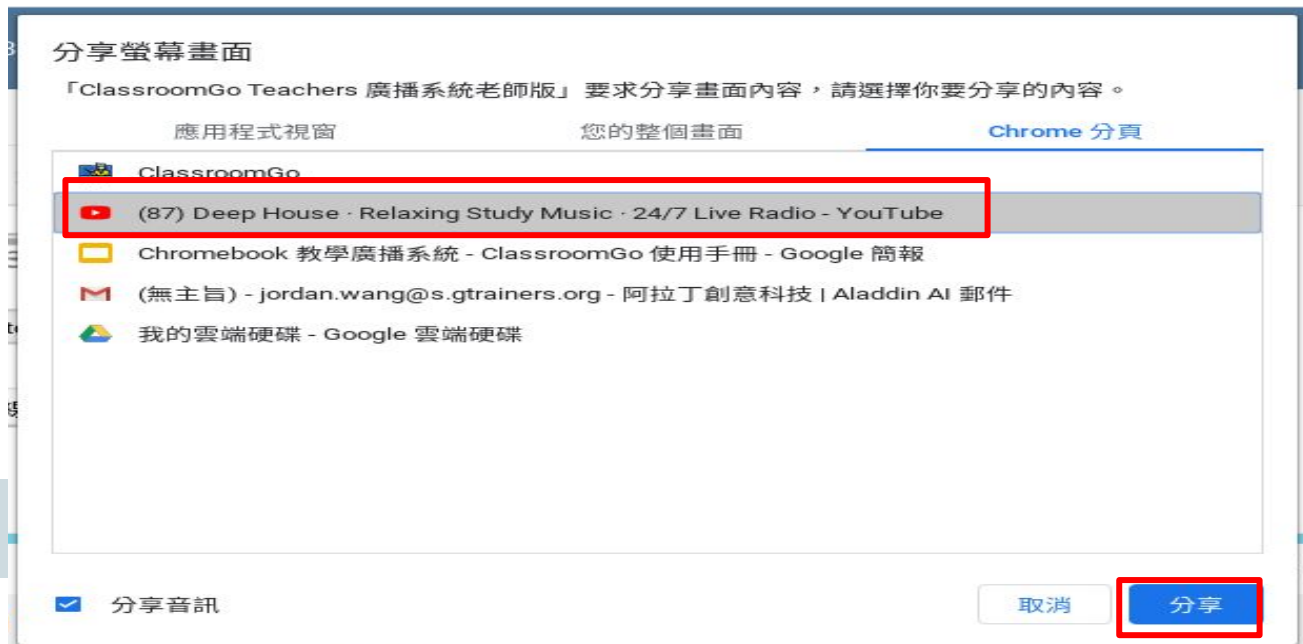 分享螢幕畫面
「ClassroomGo Teachers 廣播系統老師版」要求分享畫面內容，請選擇你要分享的內容。
應用程式視窗 您的整個畫面 Chrome 分頁
ClassroomGo
(87) Deep House · Relaxing Study Music · 24/7 Live Radio - YouTube
Chromebook 教學廣播系統 - ClassroomGo 使用手冊 - Google 簡報
(無主旨) - jordan.wang@s.gtrainers.org - 阿拉丁創意科技 | Aladdin AI 郵件
我的雲端硬碟 - Google 雲端硬碟
分享音訊 取消 分享